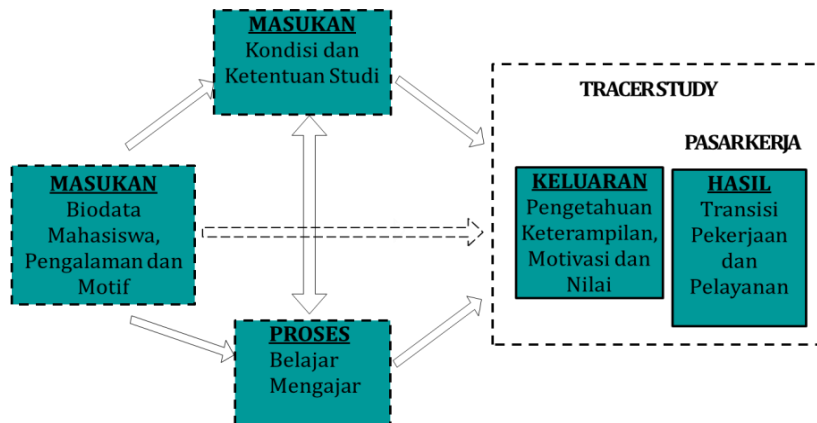 MASUKAN
Kondisi dan
Ketentuan Studi
TRACER STUDY
PASAR KERJA
MASUKAN
Biodata
Mahasiswa,
Pengalaman dan
Motif
KELUARAN
Pengetahuan
Keterampilan,
Motivasi dan
Nilai
HASIL
Transisi
Pekerjaan
dan
Pelayanan
PROSES
Belajar
Mengajar